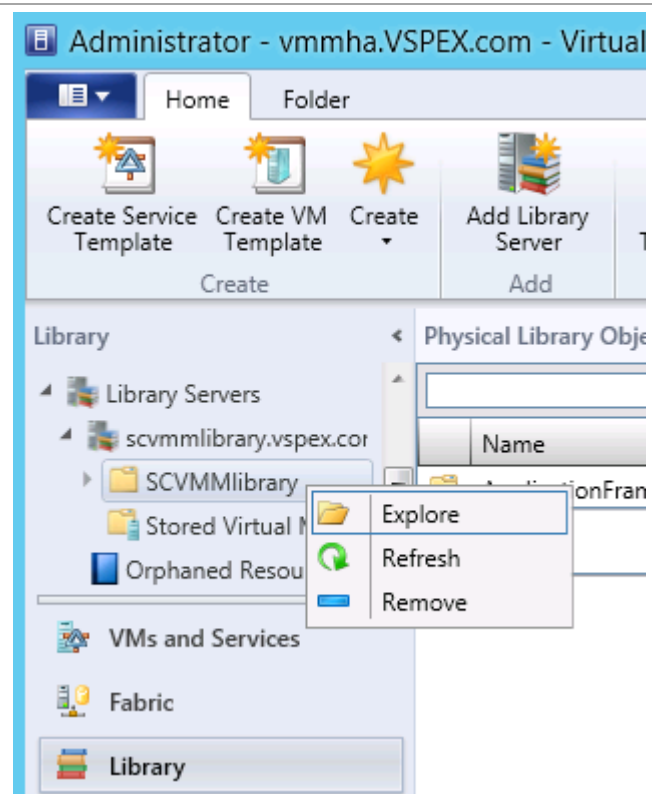 Administrator - vmmha.VSPEX.com - Virtual
Home Folder
Create Service Template
Create VM Template
Create
Add Library Server
Create
Add
Library
Physical Library Obje
Library Servers
scvmmlibrary.vspex.cor
Name
SCVMMlibrary
Stored Virtual
Explore
Orphaned Resou
Refresh
Remove
VMs and Services
Fabric
Library